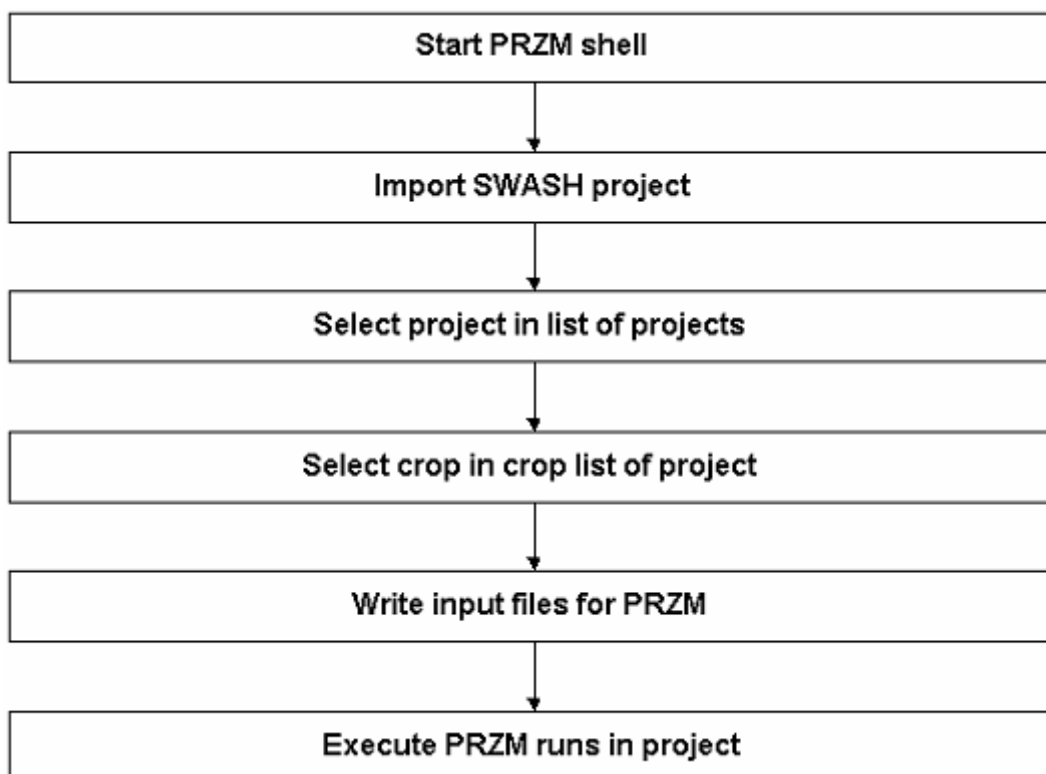 Start PRZM shell
Import SWASH project
Select project in list of projects
Select crop in crop list of project
Write input files for PRZM
Execute PRZM runs in project